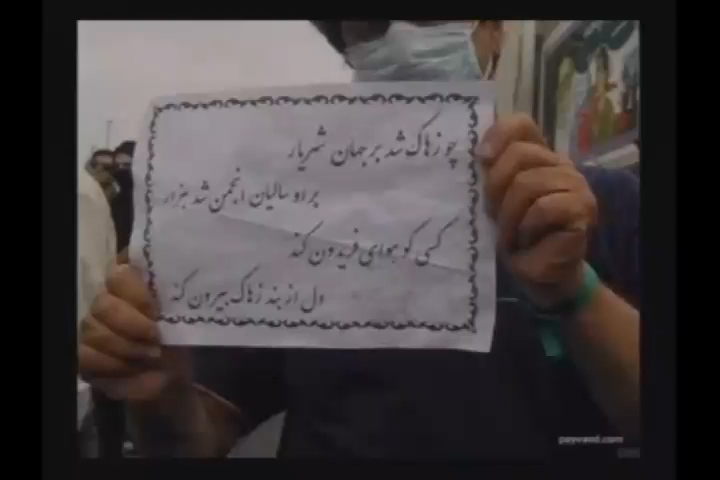 چو زهاک شد بر جهان شهریار
بر او سالیان انجمن شد هزار
کسی کو هوای فریدون کند
دل از بند زهاک بیرون کند
payvand.com